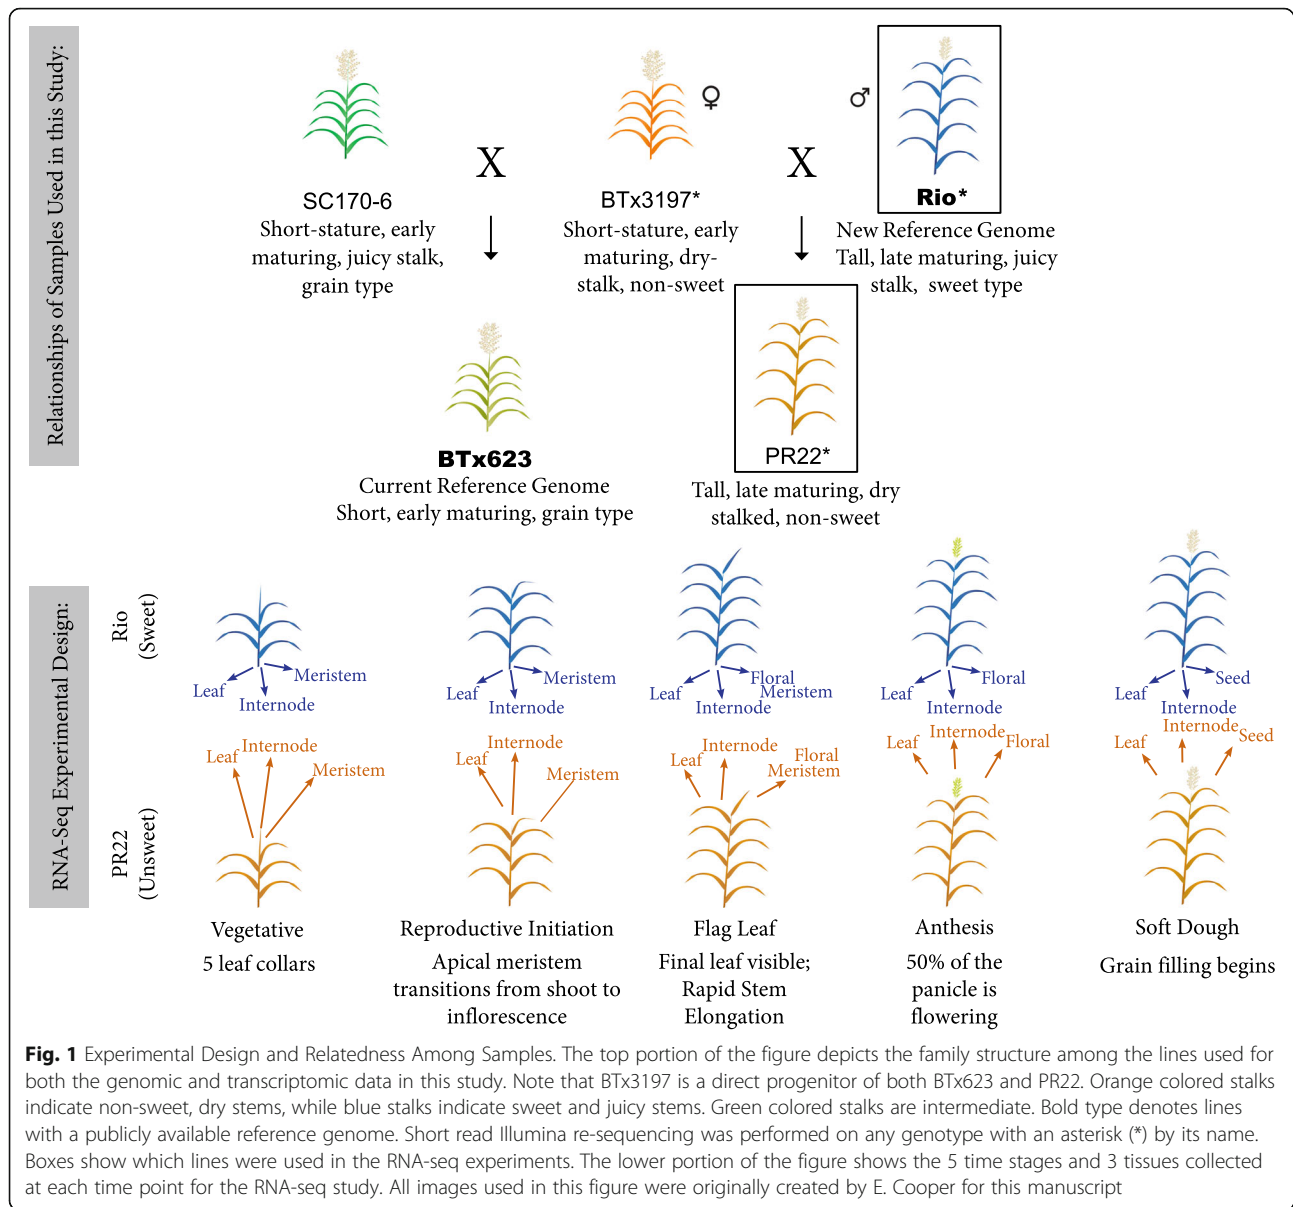 Relationships of Samples Used in this Study:
♀
♂
X
X
SC170-6
Short-stature, early
maturing, juicy stalk,
grain type
BTx3197*
Short-stature, early
maturing, dry-
stalk, non-sweet
Rio*
New Reference Genome
Tall, late maturing, juicy
stalk, sweet type
BTx623
Current Reference Genome
Short, early maturing, grain type
PR22*
Tall, late maturing, dry
stalked, non-sweet
RNA-Seq Experimental Design:
Rio
(Sweet)
Leaf
Internode
Meristem
Leaf
Internode
Meristem
Leaf
Internode
Floral
Meristem
Leaf
Internode
Floral
Leaf
Internode
Seed
PR22
(Unsweet)
Leaf
Internode
Meristem
Leaf
Internode
Meristem
Leaf
Internode
Floral
Meristem
Leaf
Internode
Floral
Leaf
Internode
Seed
Vegetative
5 leaf collars
Reproductive Initiation
Apical meristem
transitions from shoot to
inflorescence
Flag Leaf
Final leaf visible;
Rapid Stem
Elongation
Anthesis
50% of the
panicle is
flowering
Soft Dough
Grain filling begins
Fig. 1 Experimental Design and Relatedness Among Samples. The top portion of the figure depicts the family structure among the lines used for
both the genomic and transcriptomic data in this study. Note that BTx3197 is a direct progenitor of both BTx623 and PR22. Orange colored stalks
indicate non-sweet, dry stems, while blue stalks indicate sweet and juicy stems. Green colored stalks are intermediate. Bold type denotes lines
with a publicly available reference genome. Short read Illumina re-sequencing was performed on any genotype with an asterisk (*) by its name.
Boxes show which lines were used in the RNA-seq experiments. The lower portion of the figure shows the 5 time stages and 3 tissues collected
at each time point for the RNA-seq study. All images used in this figure were originally created by E. Cooper for this manuscript